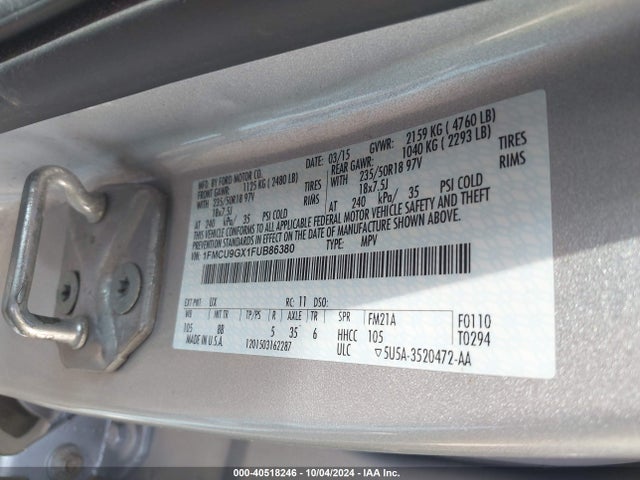 MFD. BY FORD MOTOR CO.
DATE: 03/15 GVWR: 2159 KG ( 4760 LB)
FRONT GAWR: 1125 KG ( 2480 LB) REAR GAWR: 1040 KG ( 2293 LB)
WITH 235/50R18 97V TIRES WITH 235/50R18 97V TIRES
18x7.5J RIMS 18x7.5J RIMS
AT 240 kPa/ 35 PSI COLD AT 240 kPa/ 35 PSI COLD
THIS VEHICLE CONFORMS TO ALL APPLICABLE FEDERAL MOTOR VEHICLE SAFETY AND THEFT
PREVENTION STANDARDS IN EFFECT ON THE DATE OF MANUFACTURE SHOWN ABOVE.
VIN: 1FMCU9GX1FUB86380 TYPE: MPV
EXT PNT: UX RC: 11 DSO:
WB TP/PS R AXLE TR SPR FM21A F0110
105 BB 5 35 6 HHCC 105 T0294
MADE IN U.S.A. 1201503162287 ULC ▽5U5A-3520472-AA
000-40518246 - 10/04/2024 - IAA Inc.